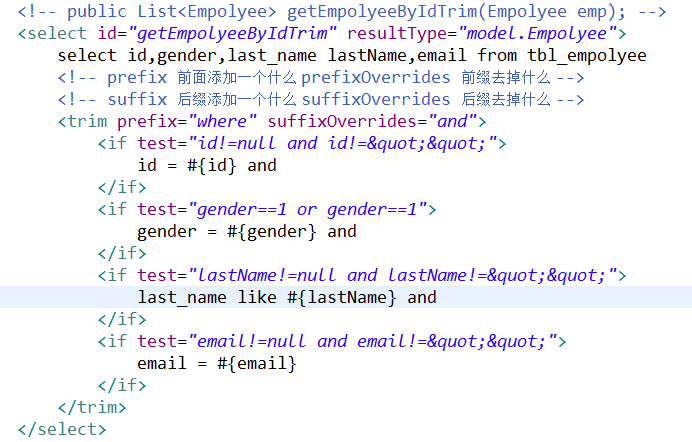 <!-- public List<Empolyee> getEmpolyeeByIdTrim(Empolyee emp); -->
<select id="getEmpolyeeByIdTrim" resultType="model.Empolyee">
    select id,gender,last_name lastName,email from tbl_empolyee
    <!-- prefix 前面添加一个什么 prefixOverrides 前缀去掉什么 -->
    <!-- suffix 后缀添加一个什么 suffixOverrides 后缀去掉什么 -->
    <trim prefix="where" suffixOverrides="and">
        <if test="id!=null and id!=&quot;&quot;">
            id = #{id} and
        </if>
        <if test="gender==1 or gender==1">
            gender = #{gender} and
        </if>
        <if test="lastName!=null and lastName!=&quot;&quot;">
            last_name like #{lastName} and
        </if>
        <if test="email!=null and email!=&quot;&quot;">
            email = #{email}
        </if>
    </trim>
</select>